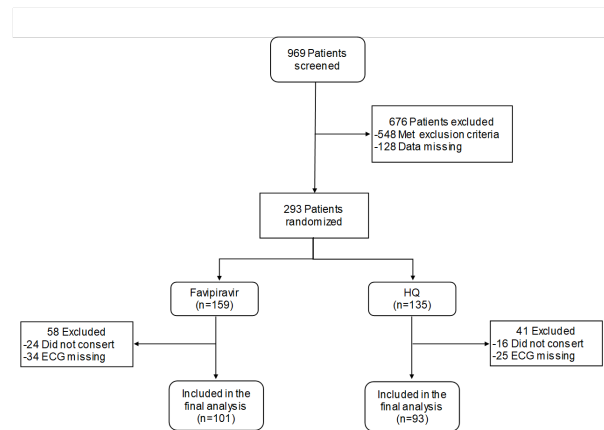 969 Patients
screened
676 Patients excluded
-548 Met exclusion criteria
-128 Data missing
293 Patients
randomized
Favipiravir
(n=159)
HQ
(n=135)
58 Excluded
-24 Did not consert
-34 ECG missing
41 Excluded
-16 Did not consert
-25 ECG missing
Included in the
final analysis
(n=101)
Included in the
final analysis
(n=93)